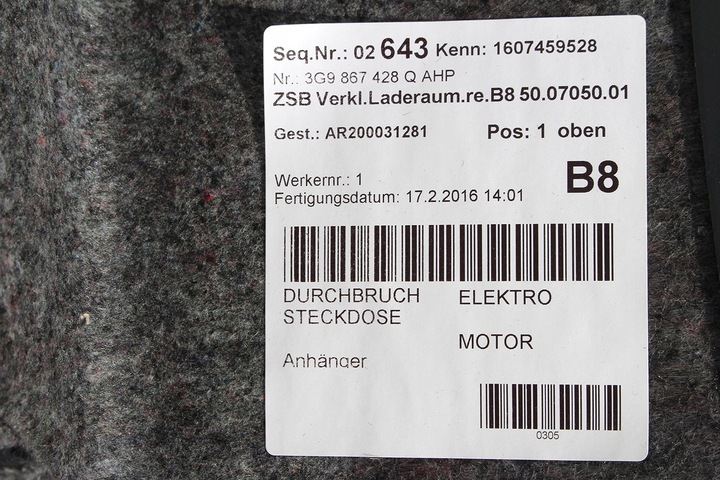 Seq.Nr.: 02 643 Kenn: 1607459528
Nr.: 3G9 867 428 Q AHP
ZSB Verkl.Laderaum.re.B8 50.07050.01
Gest.: AR200031281 Pos: 1 oben
B8
Werkernr.: 1
Fertigungsdatum: 17.2.2016 14:01
DURCHBRUCH ELEKTRO
STECKDOSE
MOTOR
Anhänger
0305